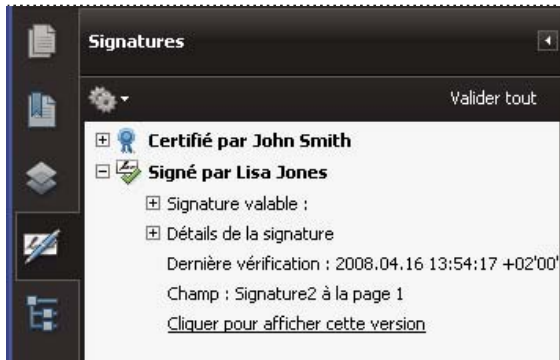 Signatures
Valider tout
Certifié par John Smith
Signé par Lisa Jones
Signature valable :
Détails de la signature
Dernière vérification : 2008.04.16 13:54:17 +02'00'
Champ : Signature2 à la page 1
Cliquer pour afficher cette version